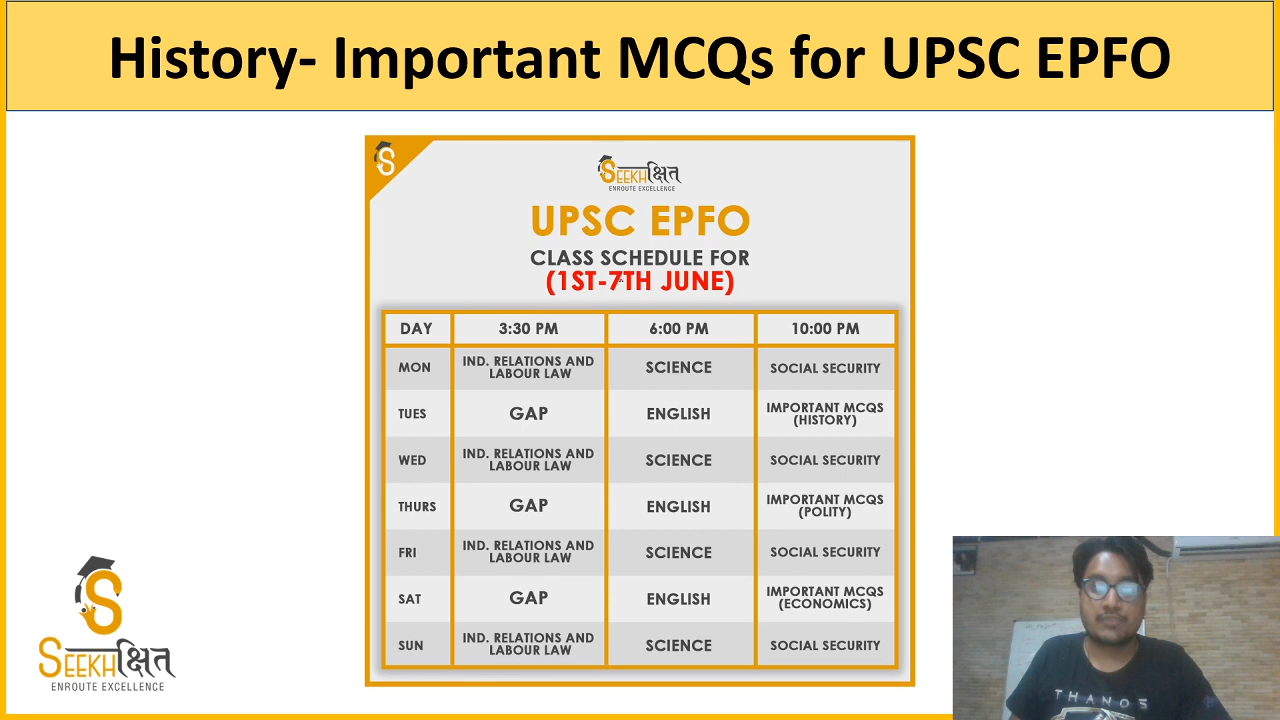 History- Important MCQs for UPSC EPFO
S
SEEKHक्षित
ENROUTE EXCELLENCE
UPSC EPFO
CLASS SCHEDULE FOR
(1ST-7TH JUNE)
DAY 3:30 PM 6:00 PM 10:00 PM
MON IND. RELATIONS AND LABOUR LAW SCIENCE SOCIAL SECURITY
TUES GAP ENGLISH IMPORTANT MCQS (HISTORY)
WED IND. RELATIONS AND LABOUR LAW SCIENCE SOCIAL SECURITY
THURS GAP ENGLISH IMPORTANT MCQS (POLITY)
FRI IND. RELATIONS AND LABOUR LAW SCIENCE SOCIAL SECURITY
SAT GAP ENGLISH IMPORTANT MCQS (ECONOMICS)
SUN IND. RELATIONS AND LABOUR LAW SCIENCE SOCIAL SECURITY
S
SEEKHक्षित
ENROUTE EXCELLENCE
THANOS